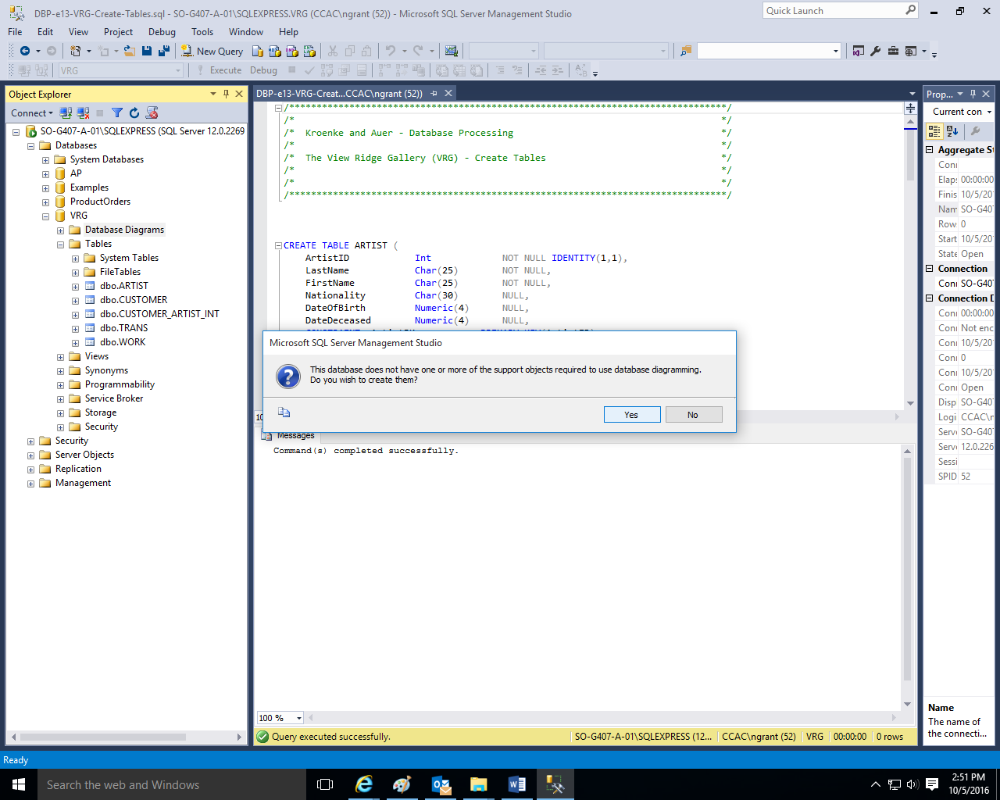 DBP-e13-VRG-Create-Tables.sql - SO-G407-A-01\SQLEXPRESS.VRG (CCAC\ngrant (52)) - Microsoft SQL Server Management Studio
Quick Launch
File Edit View Project Debug Tools Window Help
New Query
VRG Execute Debug
Object Explorer
Connect
SO-G407-A-01\SQLEXPRESS (SQL Server 12.0.2269
Databases
System Databases
AP
Examples
ProductOrders
VRG
Database Diagrams
Tables
System Tables
FileTables
dbo.ARTIST
dbo.CUSTOMER
dbo.CUSTOMER_ARTIST_INT
dbo.TRANS
dbo.WORK
Views
Synonyms
Programmability
Service Broker
Storage
Security
Security
Server Objects
Replication
Management
DBP-e13-VRG-Creat...CCAC\ngrant (52))
/********************************************************************************/
/* */
/* Kroenke and Auer - Database Processing */
/* */
/* The View Ridge Gallery (VRG) - Create Tables */
/* */
/* */
/********************************************************************************/
CREATE TABLE ARTIST (
ArtistID Int NOT NULL IDENTITY(1,1),
LastName Char(25) NOT NULL,
FirstName Char(25) NOT NULL,
Nationality Char(30) NULL,
DateOfBirth Numeric(4) NULL,
DateDeceased Numeric(4) NULL,
Microsoft SQL Server Management Studio
This database does not have one or more of the support objects required to use database diagramming.
Do you wish to create them?
Yes No
Messages
Command(s) completed successfully.
100 %
Query executed successfully. SO-G407-A-01\SQLEXPRESS (12... CCAC\ngrant (52) VRG 00:00:00 0 rows
Prop...
Current con
Aggregate St
Conn
Elaps 00:00:00
Finis 10/5/201
Nam SO-G407
Row 0
Start 10/5/201
State Open
Connection
Conn SO-G407
Connection D
Conn 00:00:00
Conn Not enc
Conn 10/5/201
Conn 0
Conn 10/5/201
Conn Open
Disp SO-G407
Logi CCAC\n
Serve SO-G407
Serve 12.0.226
Sessi
SPID 52
Name
The name of
the connecti...
Ready
Search the web and Windows
2:51 PM
10/5/2016